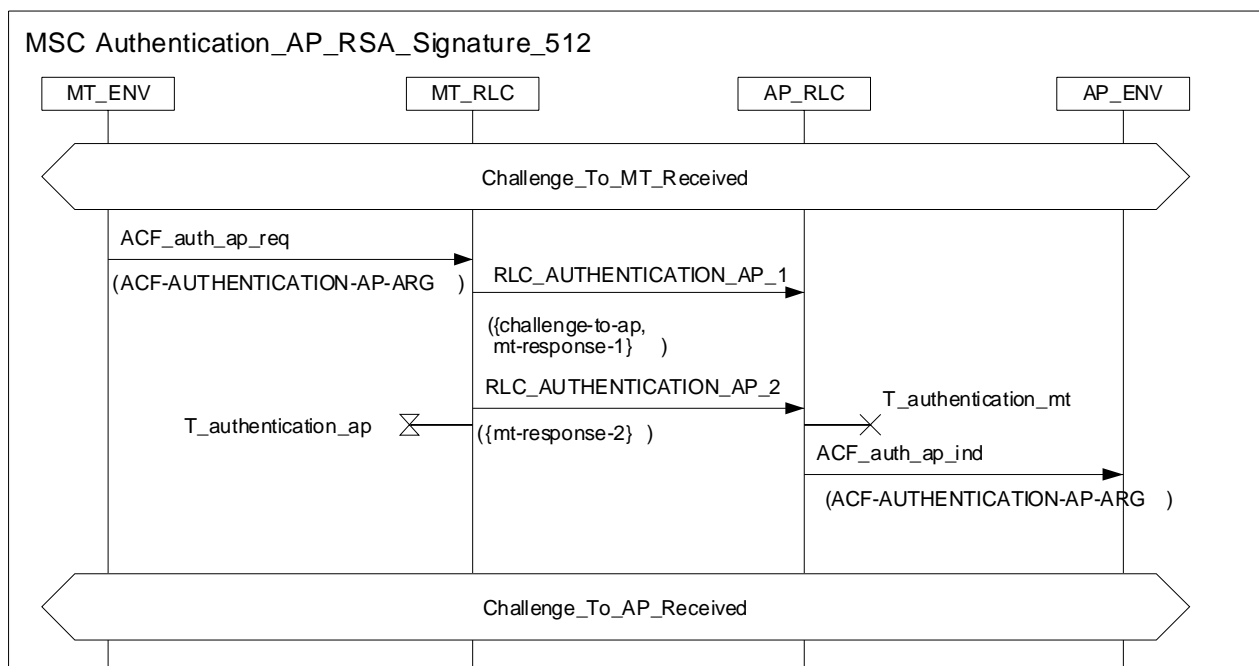 MSC Authentication_AP_RSA_Signature_512
MT_ENV
MT_RLC
AP_RLC
AP_ENV
Challenge_To_MT_Received
ACF_auth_ap_req
(ACF-AUTHENTICATION-AP-ARG )
RLC_AUTHENTICATION_AP_1
({challenge-to-ap,
mt-response-1} )
RLC_AUTHENTICATION_AP_2
T_authentication_mt
T_authentication_ap
({mt-response-2} )
ACF_auth_ap_ind
(ACF-AUTHENTICATION-AP-ARG )
Challenge_To_AP_Received